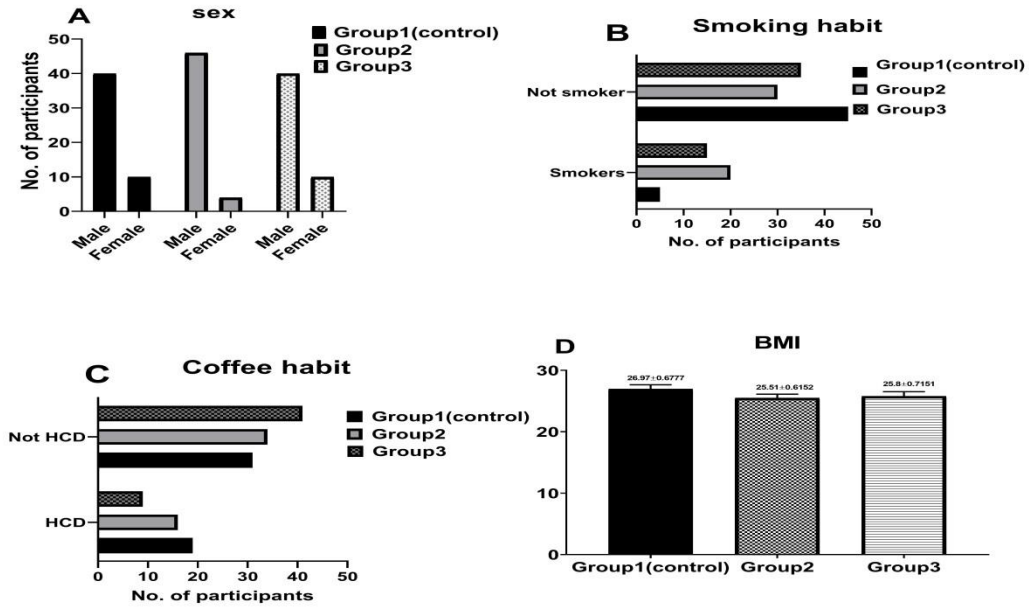 A
sex
No. of participants
50
40
30
20
10
0
Male
Female
Male
Female
Male
Female
Group1(control)
Group2
Group3
B
Smoking habit
Not smoker
Smokers
0 10 20 30 40 50
No. of participants
Group1(control)
Group2
Group3
C
Coffee habit
Not HCD
HCD
0 10 20 30 40 50
No. of participants
Group1(control)
Group2
Group3
D
BMI
30
20
10
0
26.97±0.6777
25.51±0.6152
25.8±0.7151
Group1(control) Group2 Group3